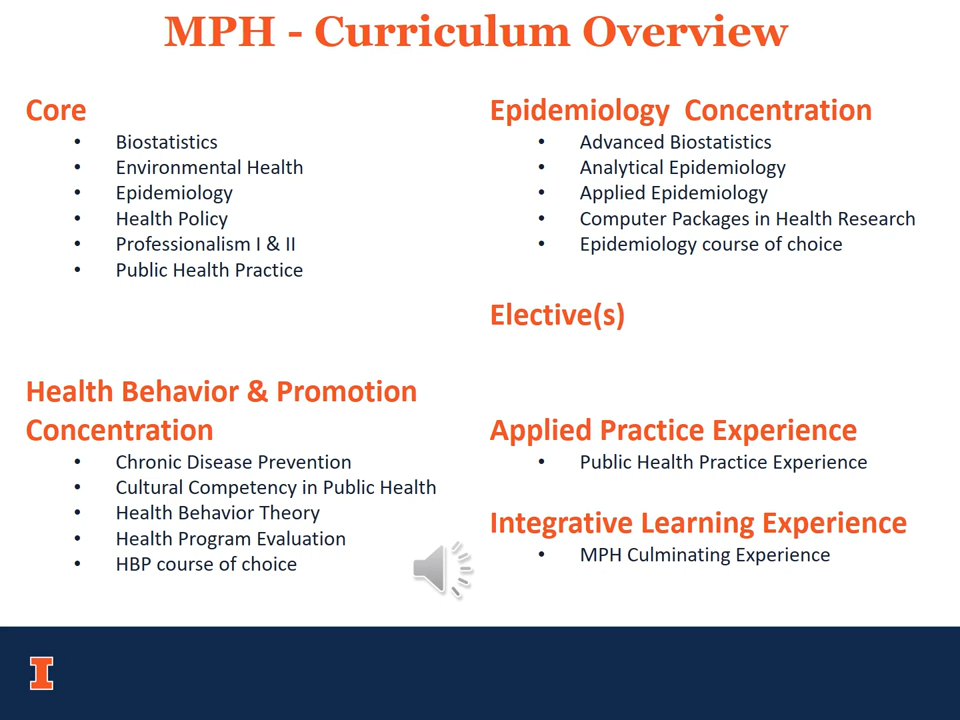 MPH - Curriculum Overview
Core
• Biostatistics
• Environmental Health
• Epidemiology
• Health Policy
• Professionalism I & II
• Public Health Practice
Health Behavior & Promotion
Concentration
• Chronic Disease Prevention
• Cultural Competency in Public Health
• Health Behavior Theory
• Health Program Evaluation
• HBP course of choice
Epidemiology Concentration
• Advanced Biostatistics
• Analytical Epidemiology
• Applied Epidemiology
• Computer Packages in Health Research
• Epidemiology course of choice
Elective(s)
Applied Practice Experience
• Public Health Practice Experience
Integrative Learning Experience
• MPH Culminating Experience
I